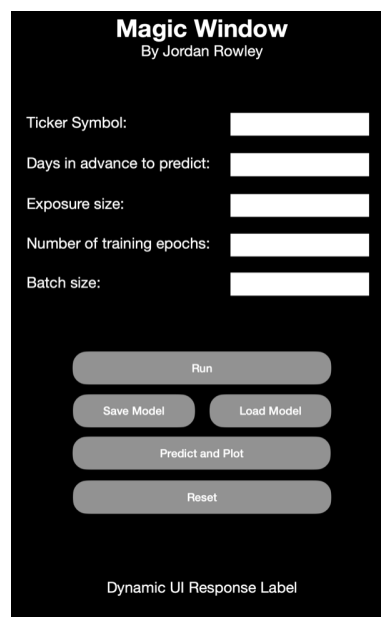 Magic Window
By Jordan Rowley
Ticker Symbol:
Days in advance to predict:
Exposure size:
Number of training epochs:
Batch size:
Run
Save Model Load Model
Predict and Plot
Reset
Dynamic UI Response Label